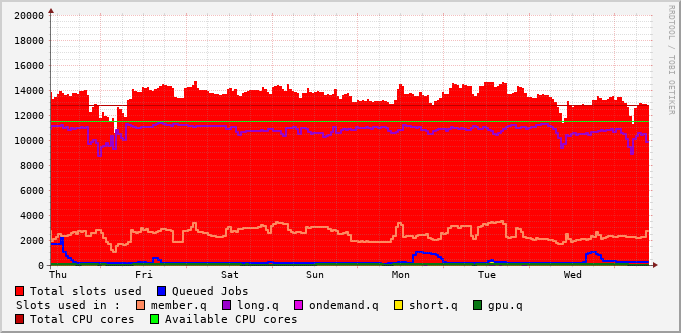 RRDTOOL / TOBI OETIKER
20000
18000
16000
14000
12000
10000
8000
6000
4000
2000
0
Thu Fri Sat Sun Mon Tue Wed
Total slots used Queued Jobs
Slots used in : member.q long.q ondemand.q short.q gpu.q
Total CPU cores Available CPU cores